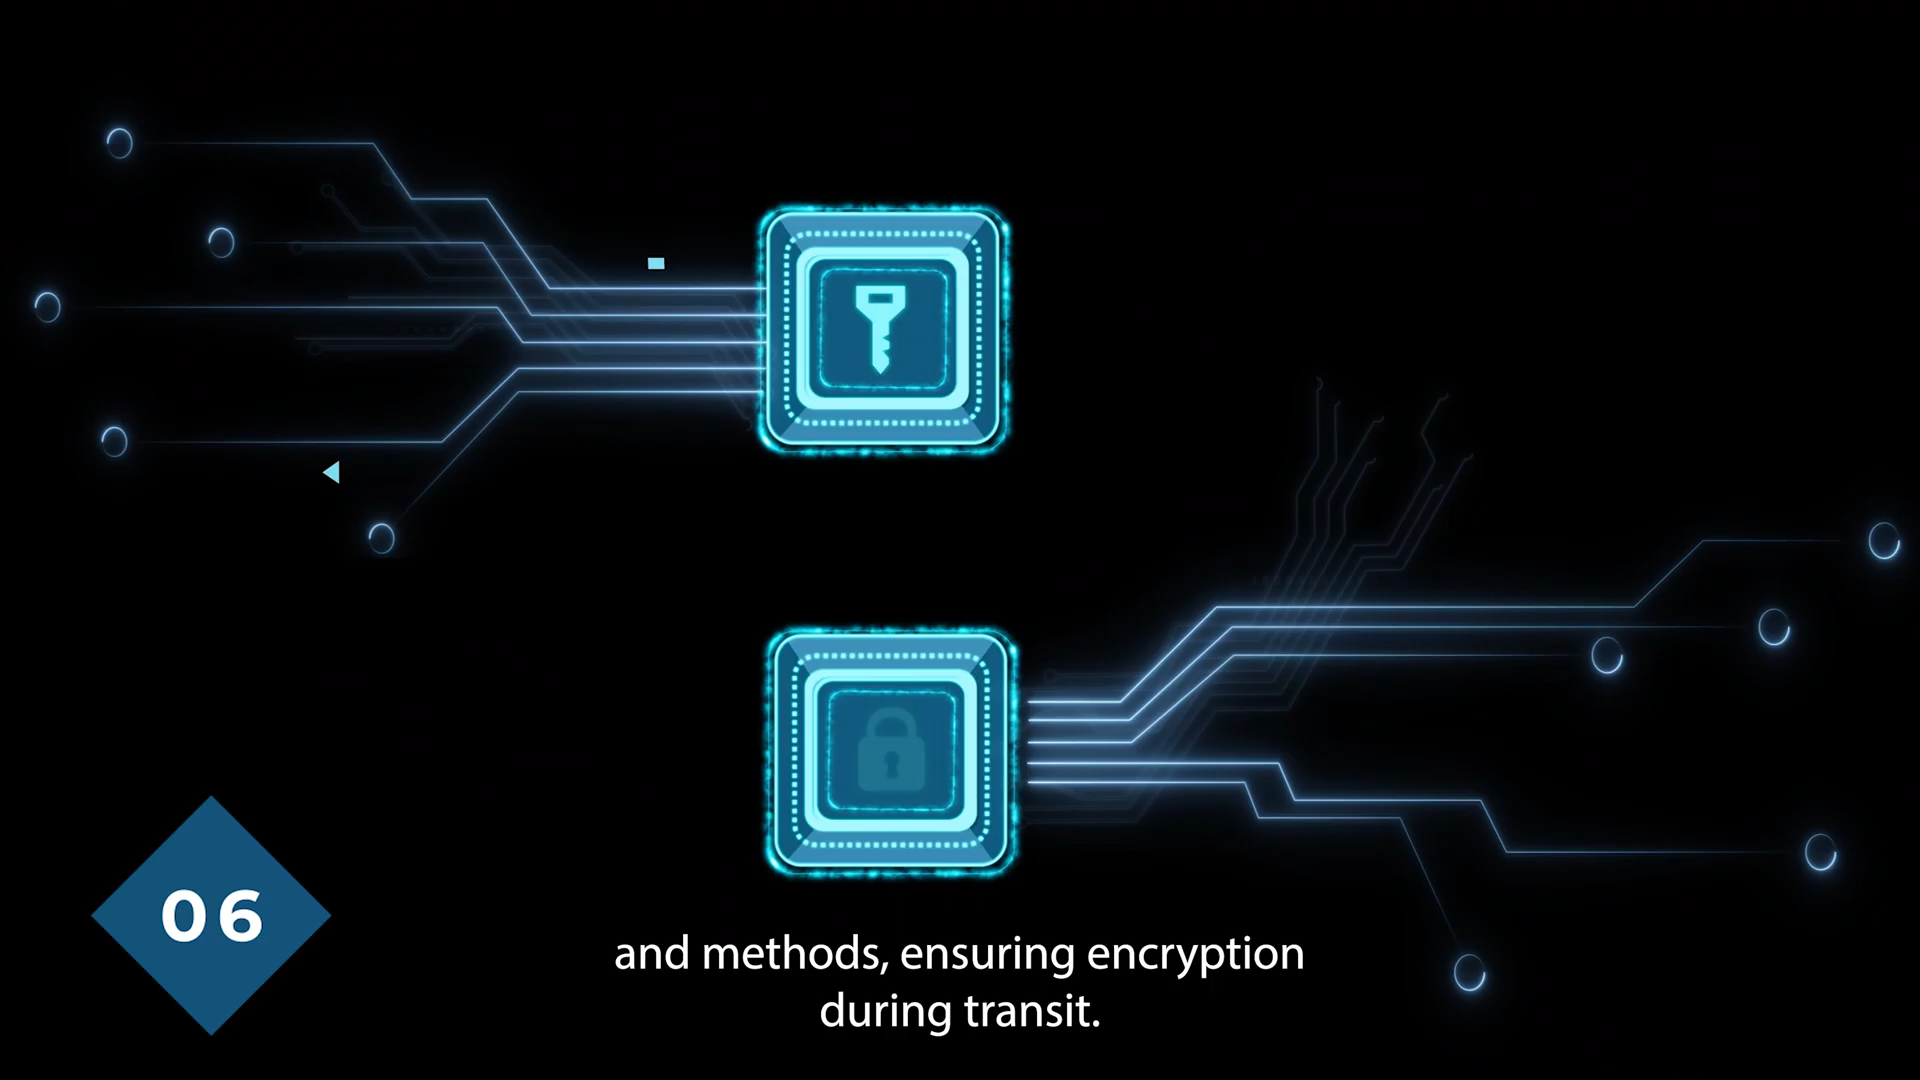 06
and methods, ensuring encryption
during transit.